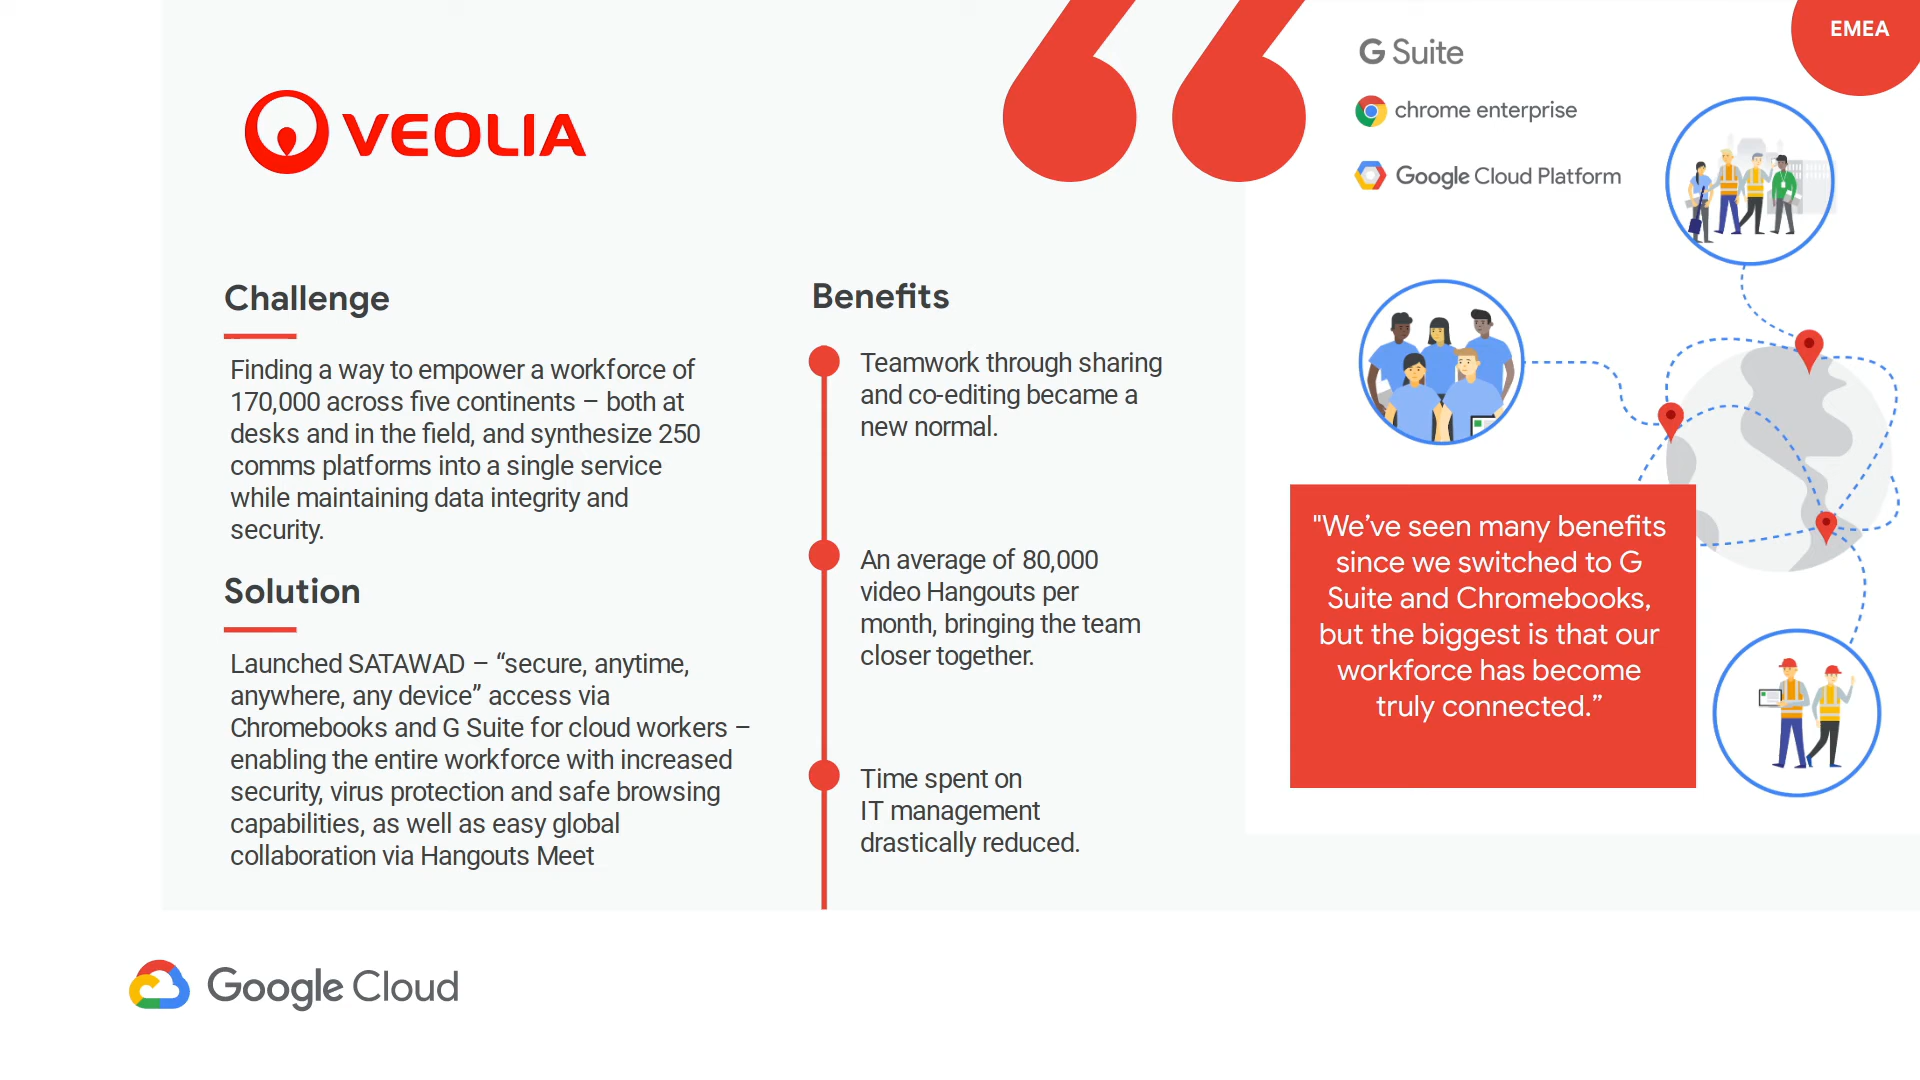 VEOLIA
Challenge
Finding a way to empower a workforce of
170,000 across five continents – both at
desks and in the field, and synthesize 250
comms platforms into a single service
while maintaining data integrity and
security.
Solution
Launched SATAWAD – “secure, anytime,
anywhere, any device” access via
Chromebooks and G Suite for cloud workers –
enabling the entire workforce with increased
security, virus protection and safe browsing
capabilities, as well as easy global
collaboration via Hangouts Meet
Benefits
Teamwork through sharing
and co-editing became a
new normal.
An average of 80,000
video Hangouts per
month, bringing the team
closer together.
Time spent on
IT management
drastically reduced.
G Suite
chrome enterprise
Google Cloud Platform
EMEA
"We’ve seen many benefits
since we switched to G
Suite and Chromebooks,
but the biggest is that our
workforce has become
truly connected.”
Google Cloud